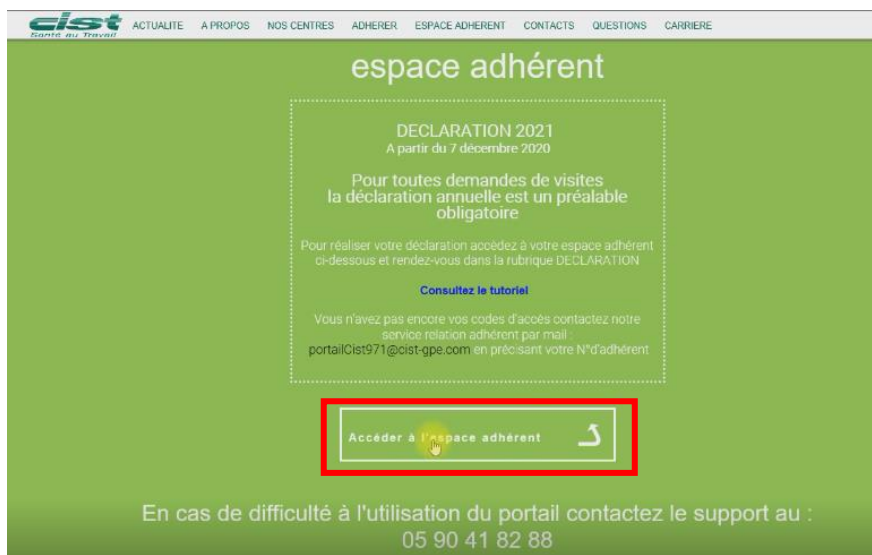 cist
Santé au Travail
ACTUALITE A PROPOS NOS CENTRES ADHERER ESPACE ADHERENT CONTACTS QUESTIONS CARRIERE
espace adhérent
DECLARATION 2021
A partir du 7 décembre 2020
Pour toutes demandes de visites
la déclaration annuelle est un préalable
obligatoire
Pour réaliser votre déclaration accédez à votre espace adhérent
ci-dessous et rendez-vous dans la rubrique DECLARATION
Consultez le tutoriel
Vous n'avez pas encore vos codes d'accès contactez notre
service relation adhérent par mail :
portailCist971@cist-gpe.com en précisant votre N°d'adhérent
Accéder à l'espace adhérent
En cas de difficulté à l'utilisation du portail contactez le support au :
05 90 41 82 88